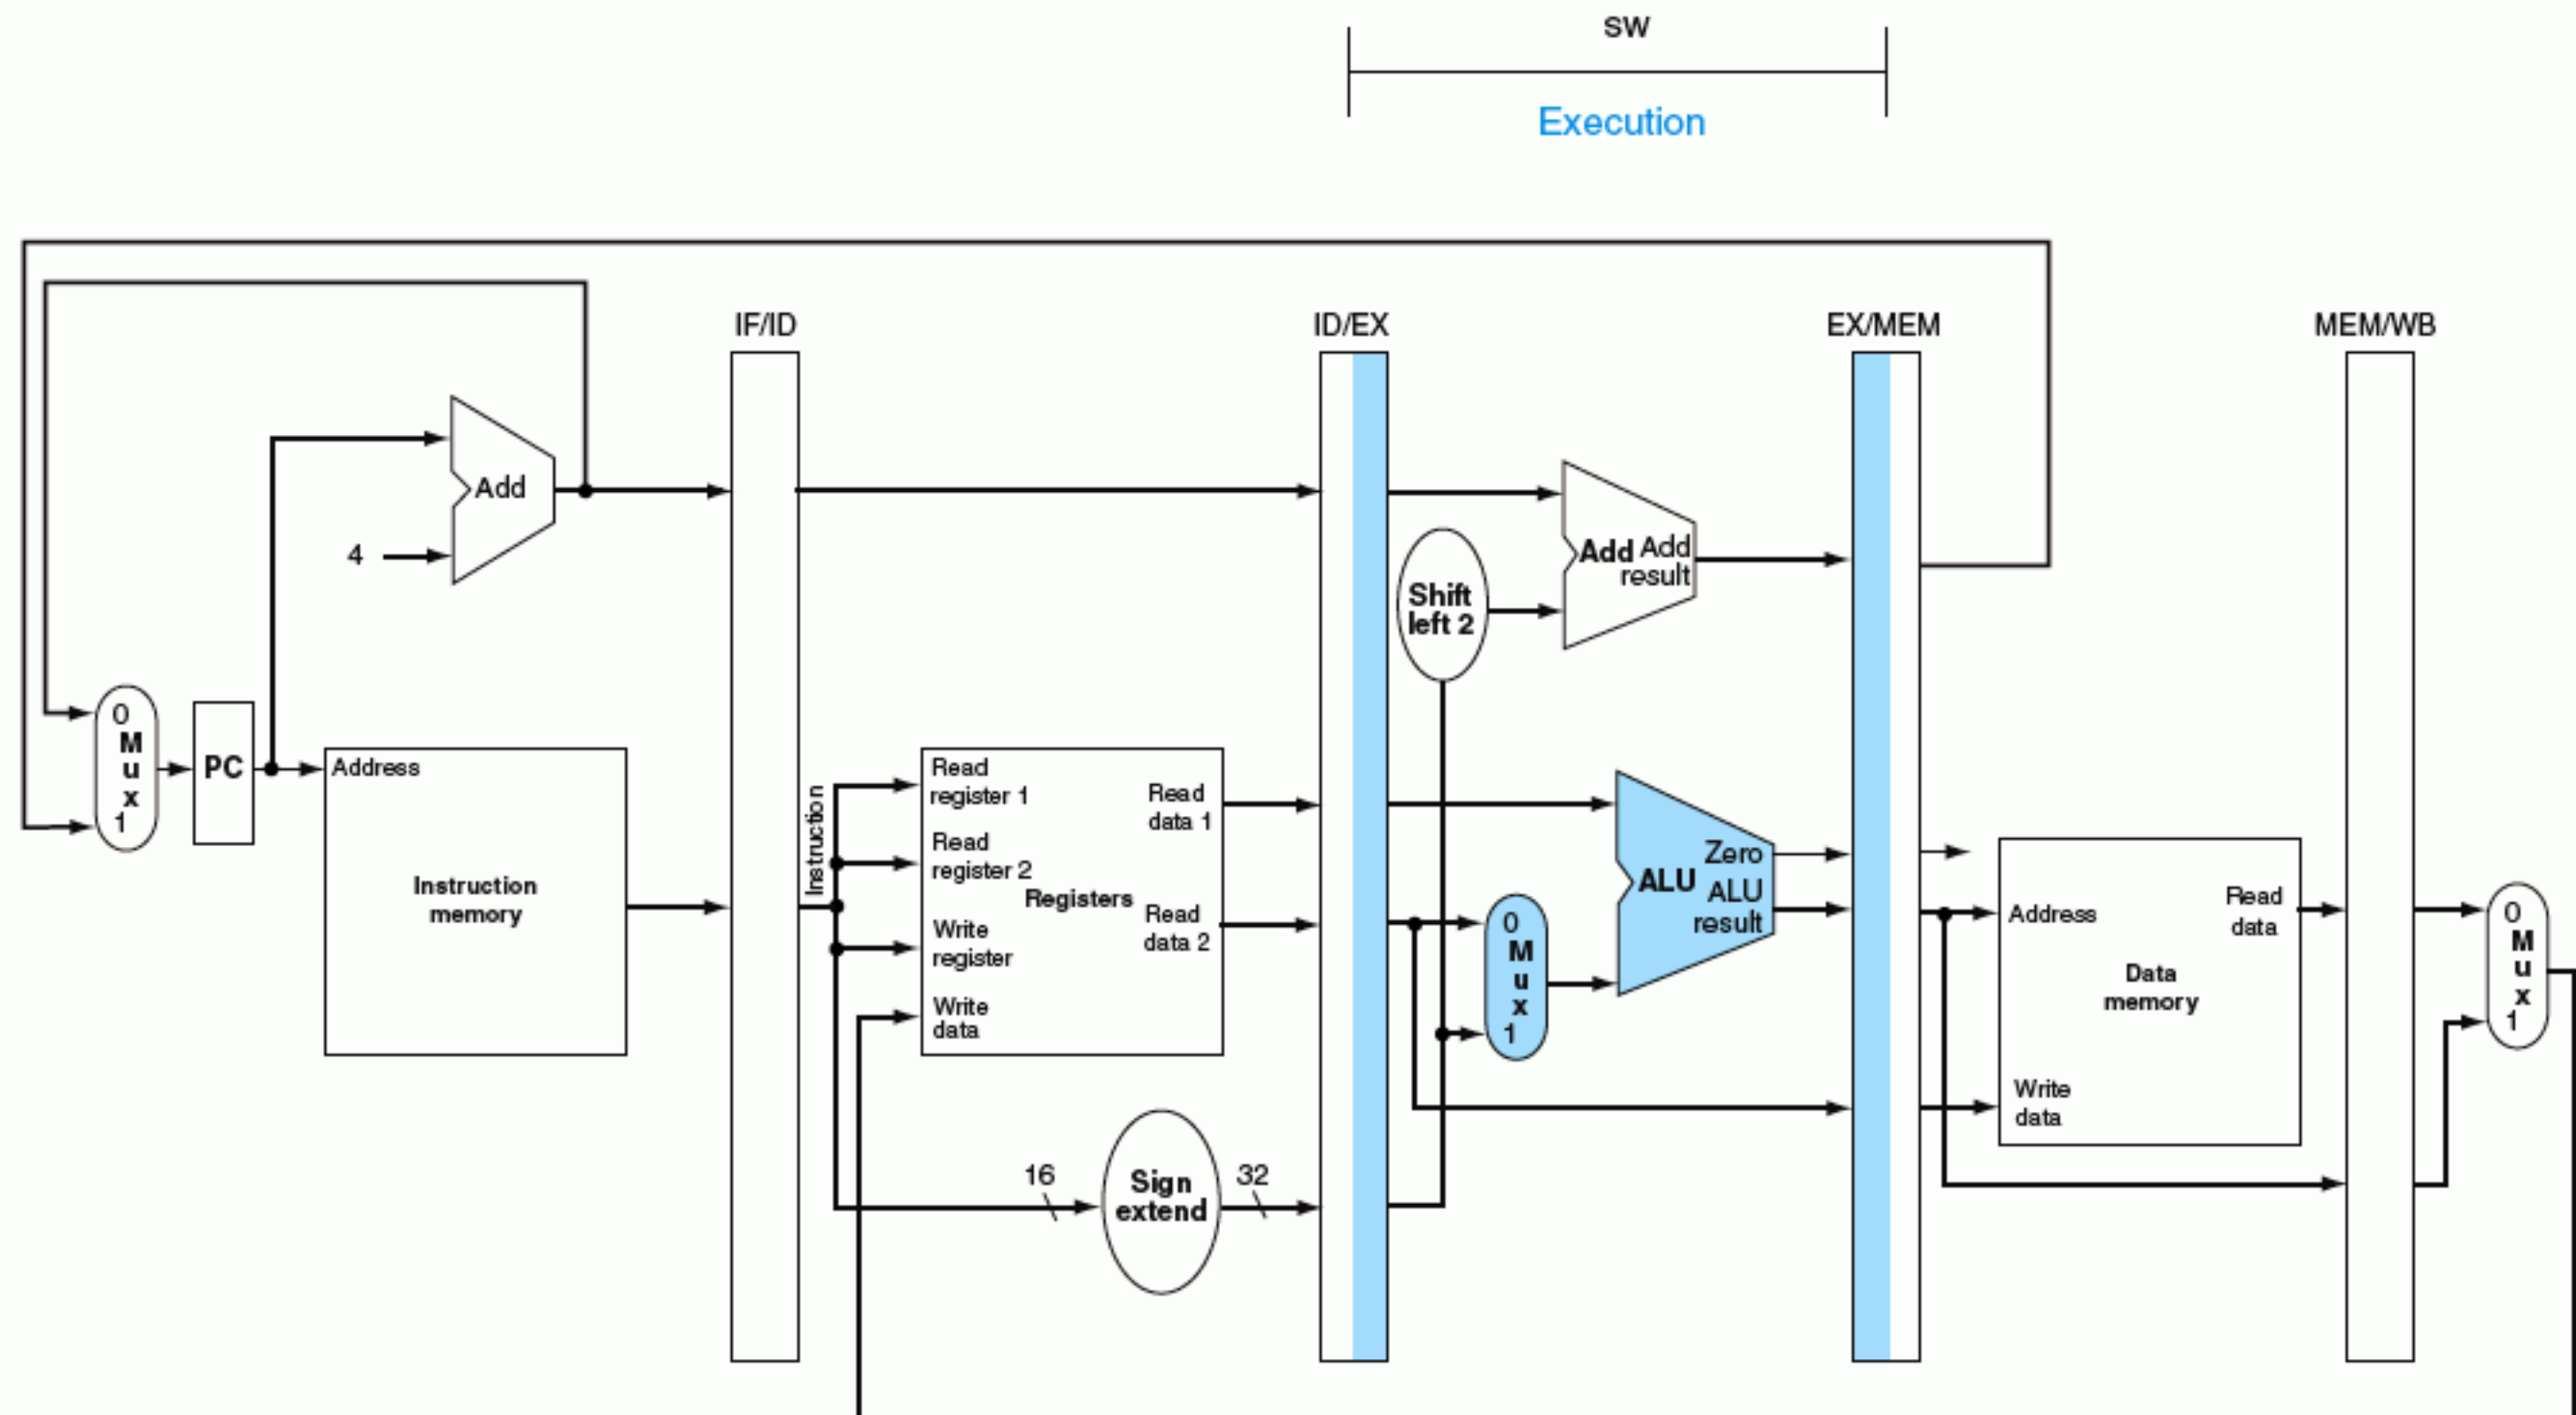 SW
Execution
IF/ID
ID/EX
EX/MEM
MEM/WB
Add
4
Shift
left 2
Add
Add
result
0
M
u
x
1
PC
Address
Instruction
memory
Instruction
Read
register 1
Read
register 2
Write
register
Write
data
Registers
Read
data 1
Read
data 2
16
Sign
extend
32
0
M
u
x
1
ALU
Zero
ALU
result
Address
Write
data
Data
memory
Read
data
0
M
u
x
1